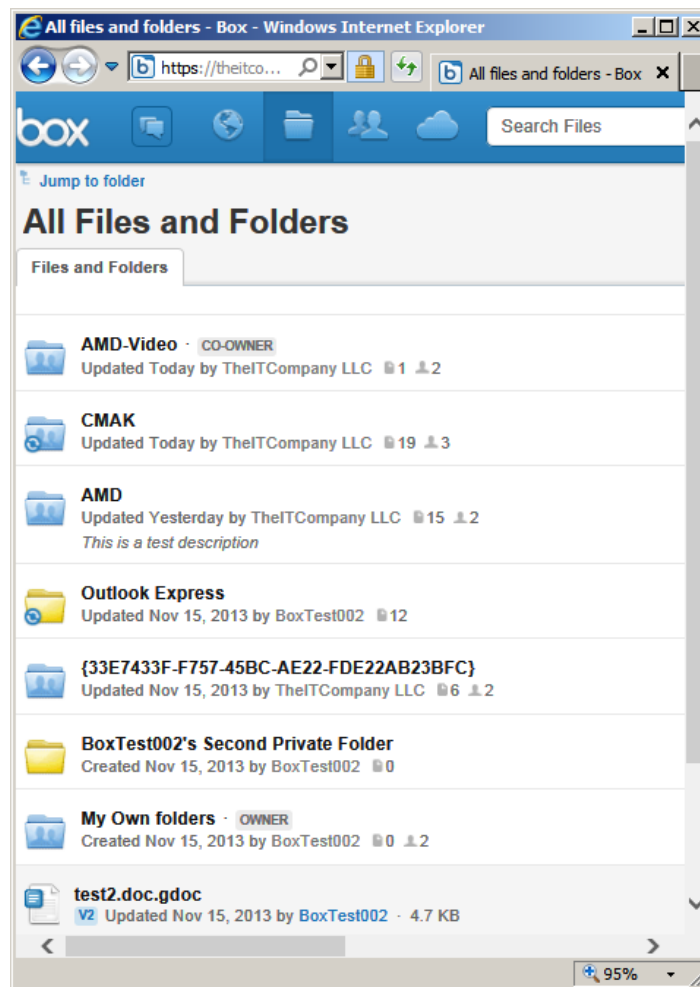 All files and folders - Box - Windows Internet Explorer
https://theitco...
All files and folders - Box
box
Search Files
Jump to folder
All Files and Folders
Files and Folders
AMD-Video · CO-OWNER
Updated Today by TheITCompany LLC 1 2
CMAK
Updated Today by TheITCompany LLC 19 3
AMD
Updated Yesterday by TheITCompany LLC 15 2
This is a test description
Outlook Express
Updated Nov 15, 2013 by BoxTest002 12
{33E7433F-F757-45BC-AE22-FDE22AB23BFC}
Updated Nov 15, 2013 by TheITCompany LLC 6 2
BoxTest002's Second Private Folder
Created Nov 15, 2013 by BoxTest002 0
My Own folders · OWNER
Created Nov 15, 2013 by BoxTest002 0 2
test2.doc.gdoc
V2 Updated Nov 15, 2013 by BoxTest002 · 4.7 KB
95%